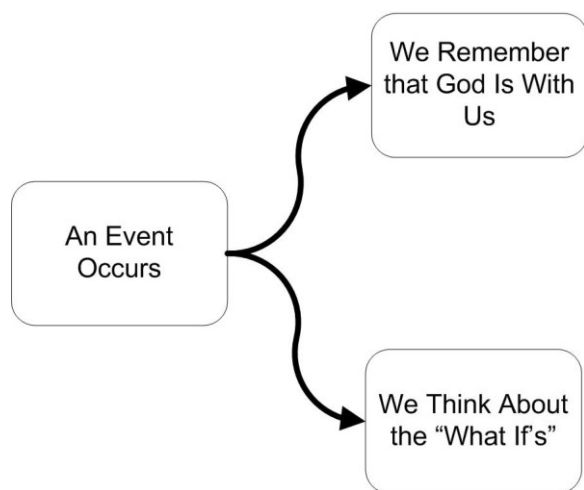 We Remember
that God Is With
Us
An Event
Occurs
We Think About
the “What If’s”